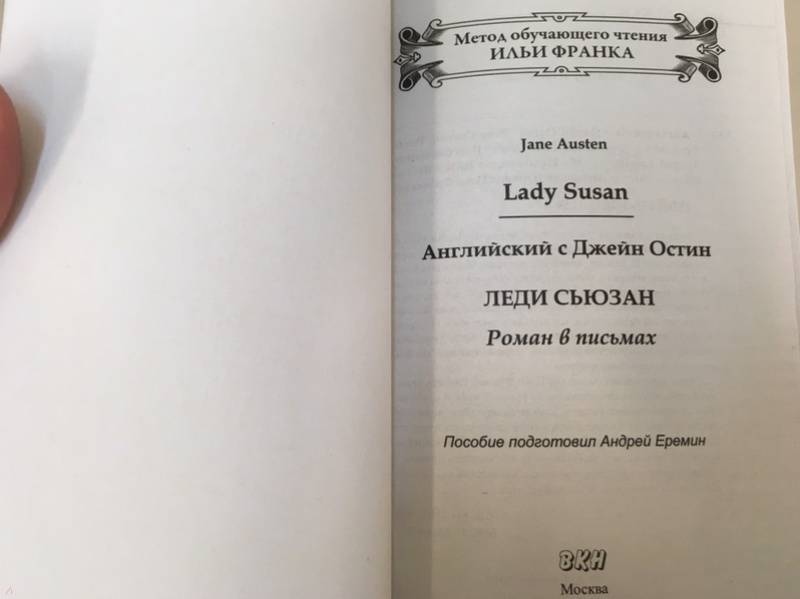 Метод обучающего чтения
ИЛЬИ ФРАНКА
Jane Austen
Lady Susan
Английский с Джейн Остин
ЛЕДИ СЬЮЗАН
Роман в письмах
Пособие подготовил Андрей Еремин
ВКН
Москва